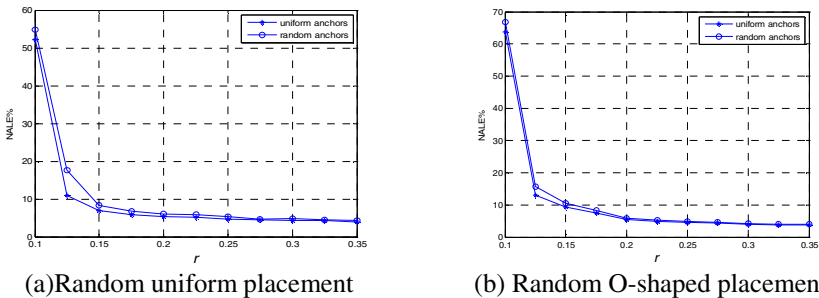 60
50
40
30
20
10
0
0.1 0.15 0.2 0.25 0.3 0.35
NALE%
r
uniform anchors
random anchors
(a)Random uniform placement
70
60
50
40
30
20
10
0
0.1 0.15 0.2 0.25 0.3 0.35
NALE%
r
uniform anchors
random anchors
(b) Random O-shaped placemen